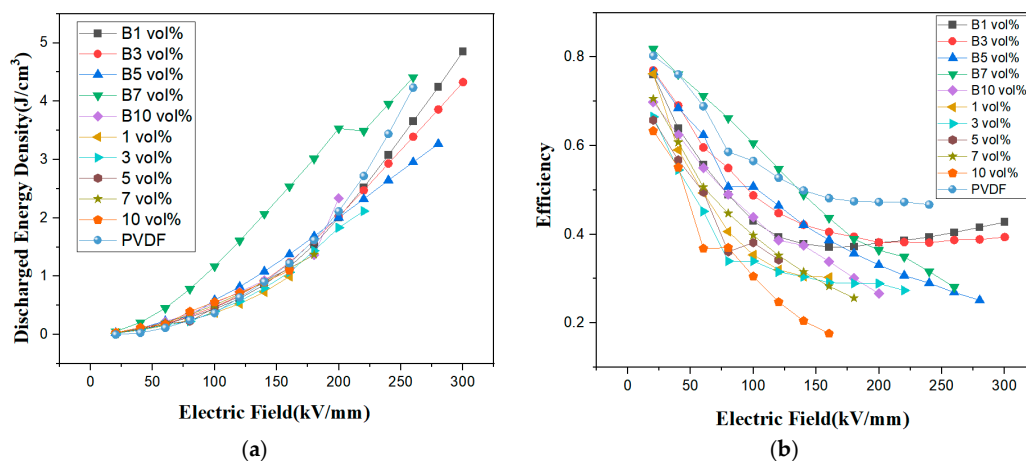 (a)
B1 vol%
B3 vol%
B5 vol%
B7 vol%
B10 vol%
1 vol%
3 vol%
5 vol%
7 vol%
10 vol%
PVDF
5
4
3
2
1
0
Discharged Energy Density(J/cm³)
0 50 100 150 200 250 300
Electric Field(kV/mm)
(a)
(b)
B1 vol%
B3 vol%
B5 vol%
B7 vol%
B10 vol%
1 vol%
3 vol%
5 vol%
7 vol%
10 vol%
PVDF
0.8
0.6
0.4
0.2
Efficiency
0 50 100 150 200 250 300
Electric Field(kV/mm)
(b)